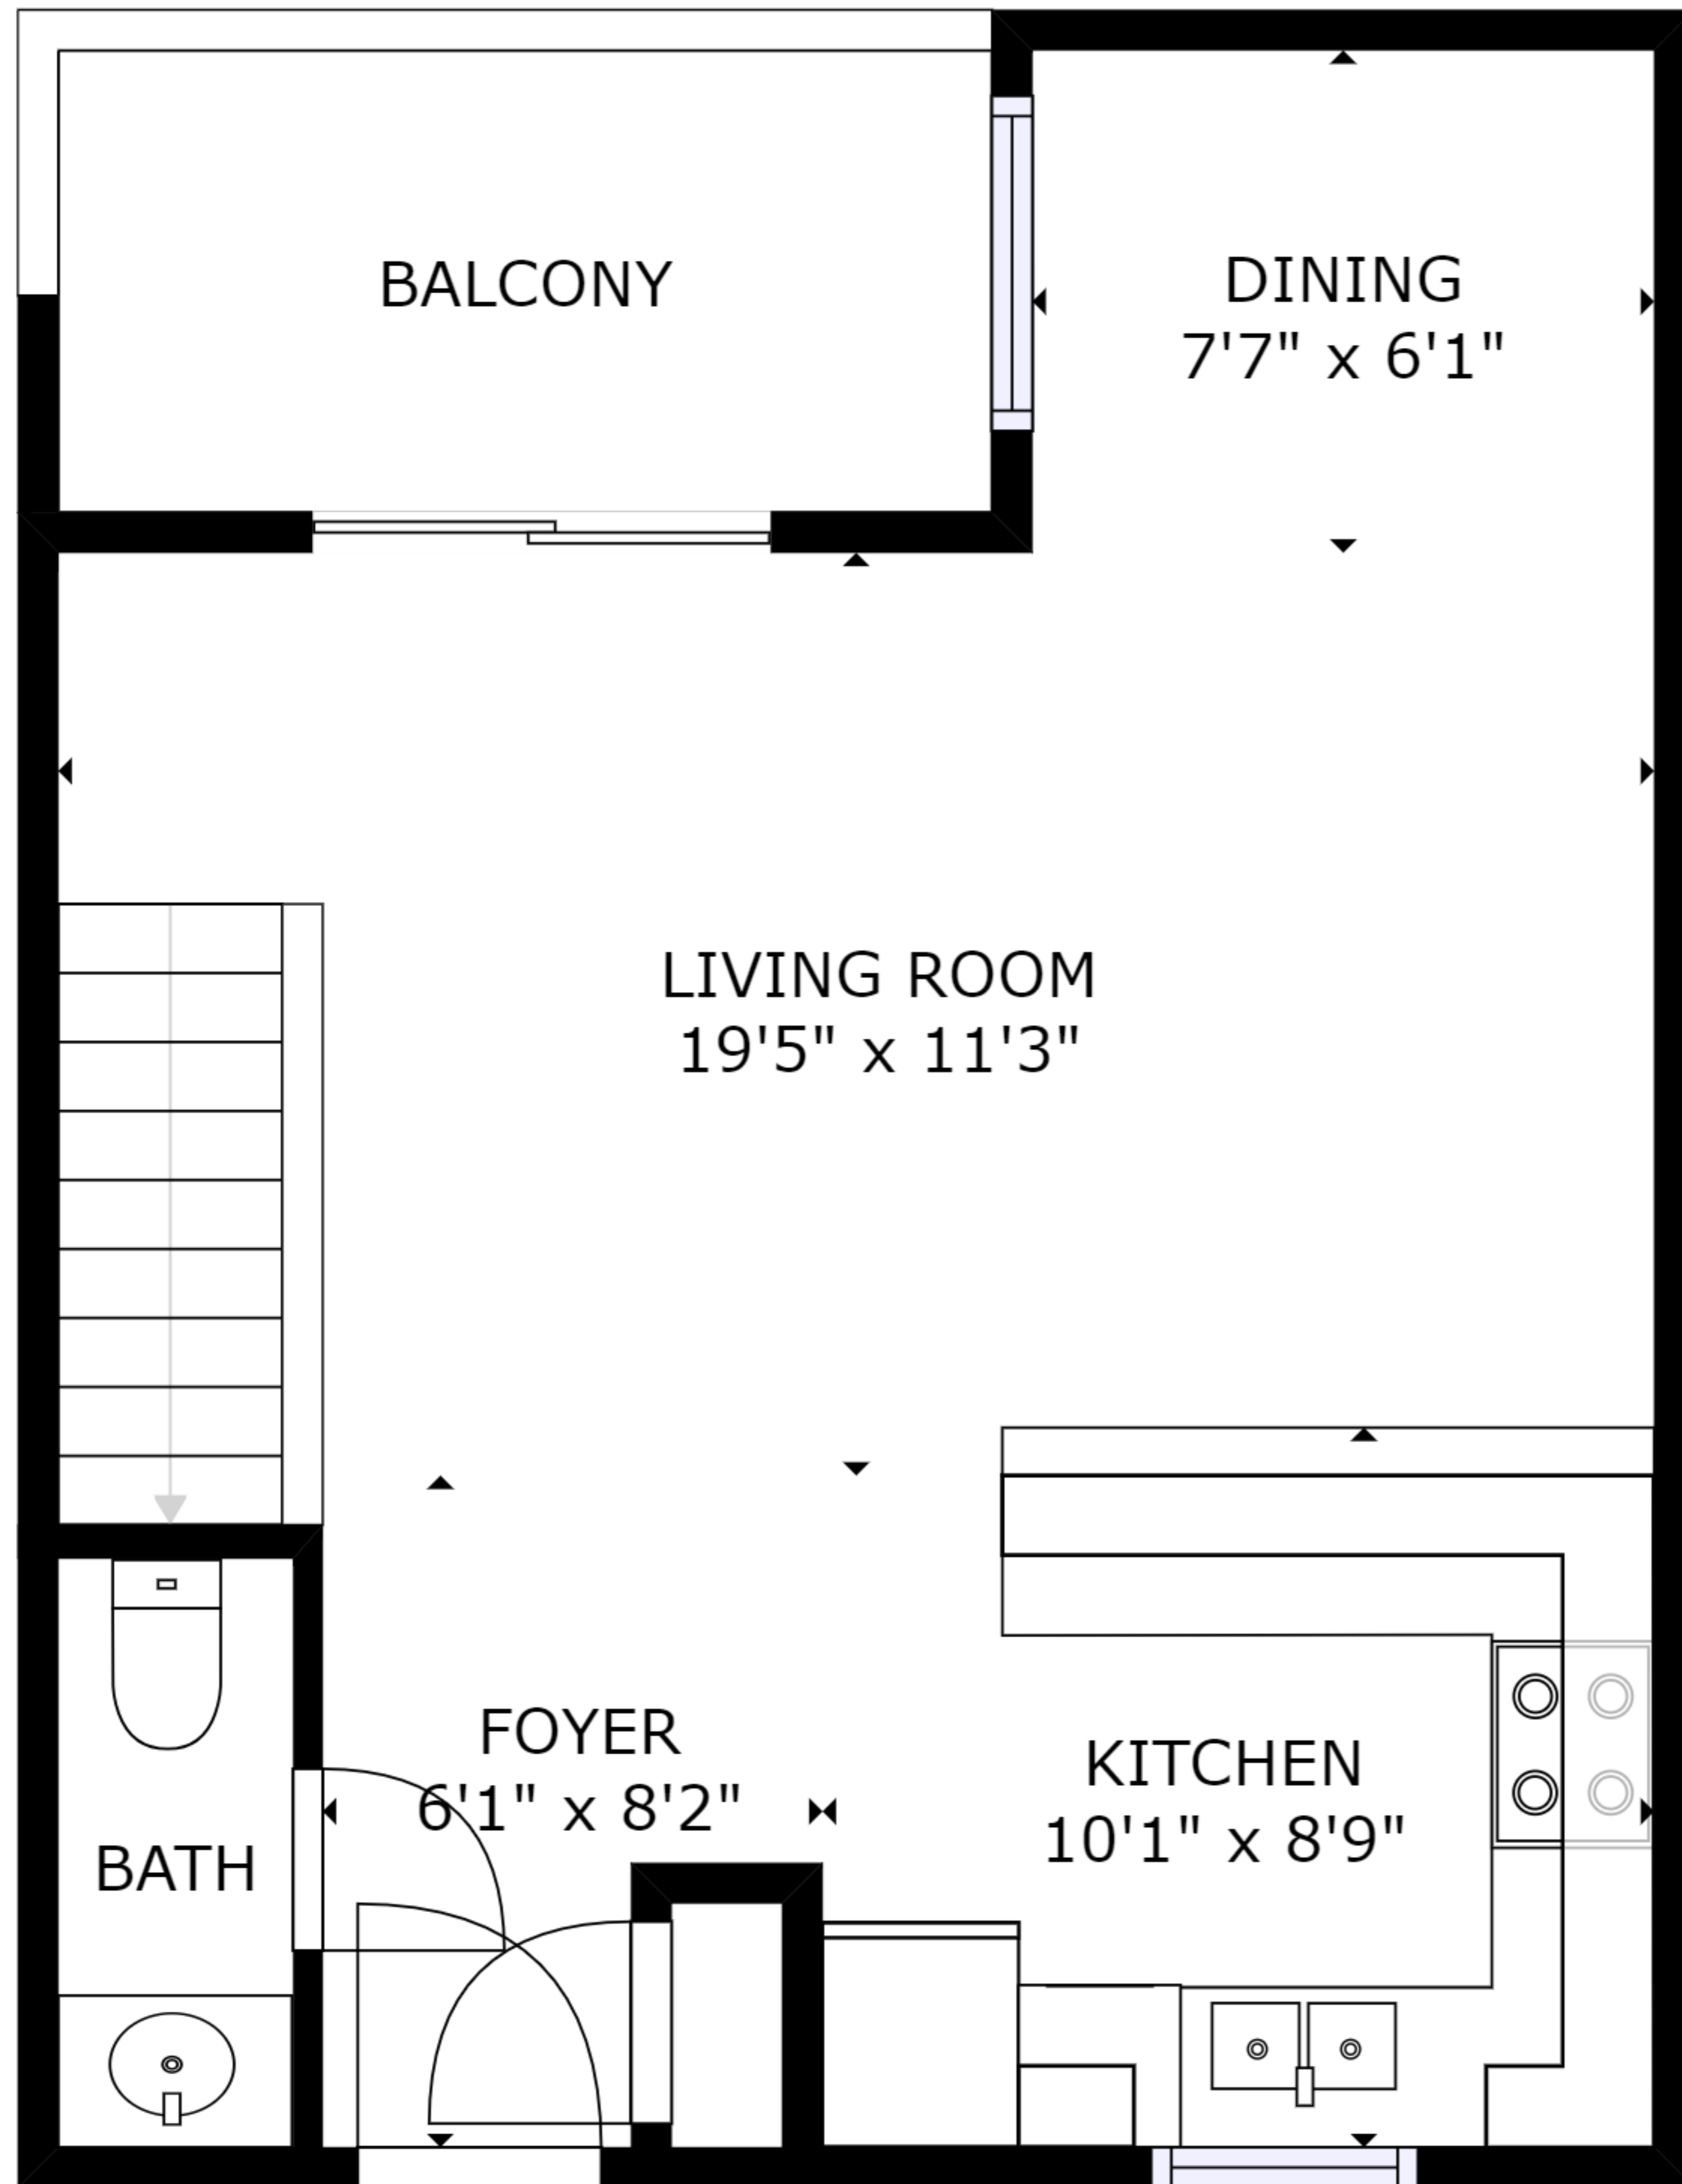 BALCONY
DINING
7'7" x 6'1"
LIVING ROOM
19'5" x 11'3"
FOYER
6'1" x 8'2"
KITCHEN
10'1" x 8'9"
BATH